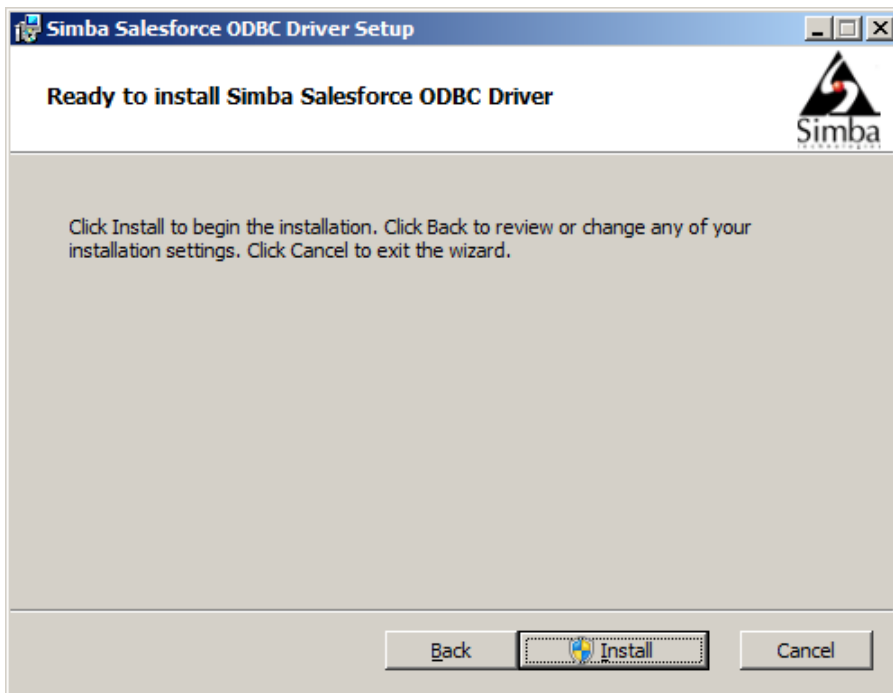 Simba Salesforce ODBC Driver Setup
Ready to install Simba Salesforce ODBC Driver
Simba
Click Install to begin the installation. Click Back to review or change any of your
installation settings. Click Cancel to exit the wizard.
Back
Install
Cancel